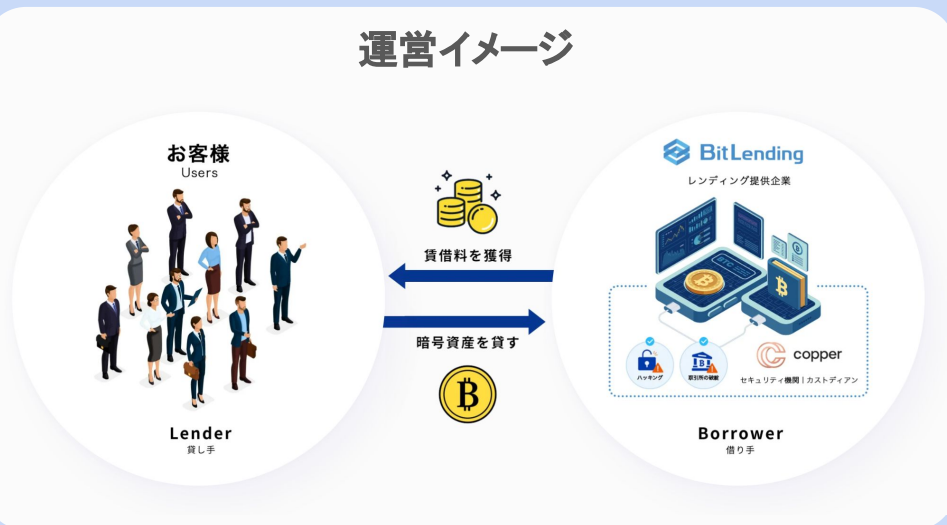 運営イメージ
お客様
Users
賃借料を獲得
暗号資産を貸す
Lender
貸し手
BitLending
レンディング提供企業
BTC
ハッキング
取引所の破綻
copper
セキュリティ機関 | カストディアン
Borrower
借り手